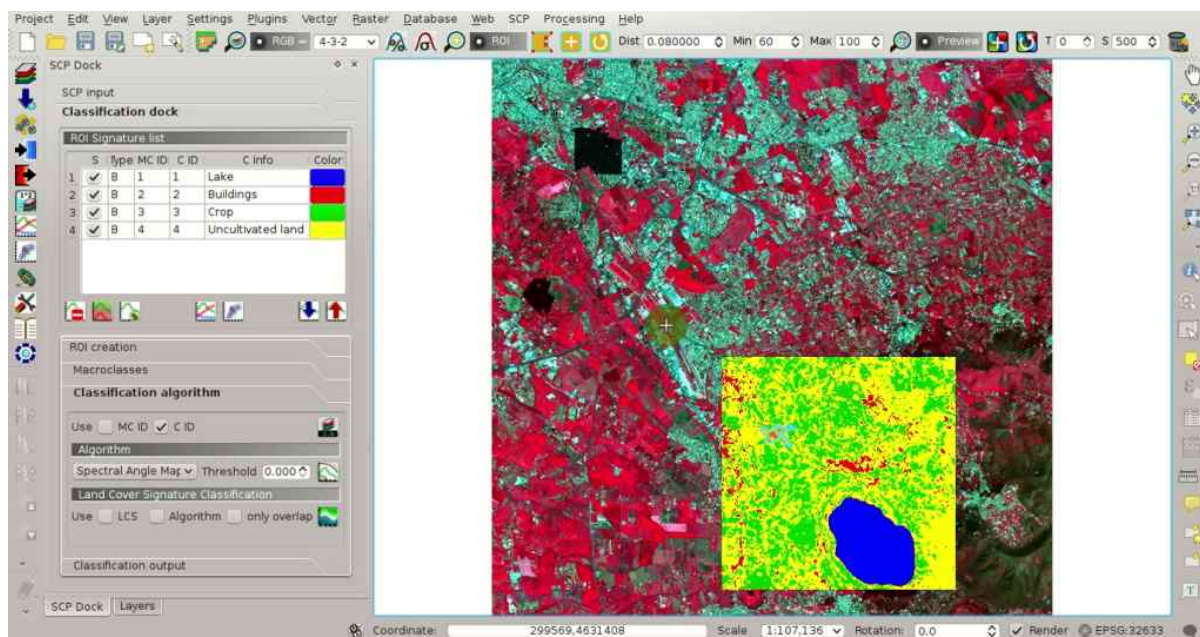 Project Edit View Layer Settings Plugins Vector Raster Database Web SCP Processing Help
RGB = 4-3-2 ROI Dist 0.080000 Min 60 Max 100 Preview T 0 S 500
SCP Dock
SCP input
Classification dock
ROI Signature list
S Type MC ID C ID C Info Color
1 B 1 1 Lake
2 B 2 2 Buildings
3 B 3 3 Crop
4 B 4 4 Uncultivated land
ROI creation
Macroclasses
Classification algorithm
Use MC ID C ID
Algorithm
Spectral Angle Map Threshold 0.000
Land Cover Signature Classification
Use LCS Algorithm only overlap
Classification output
SCP Dock Layers
Coordinate: 299569,4631408 Scale 1:107,136 Rotation: 0.0 Render EPSG:32633